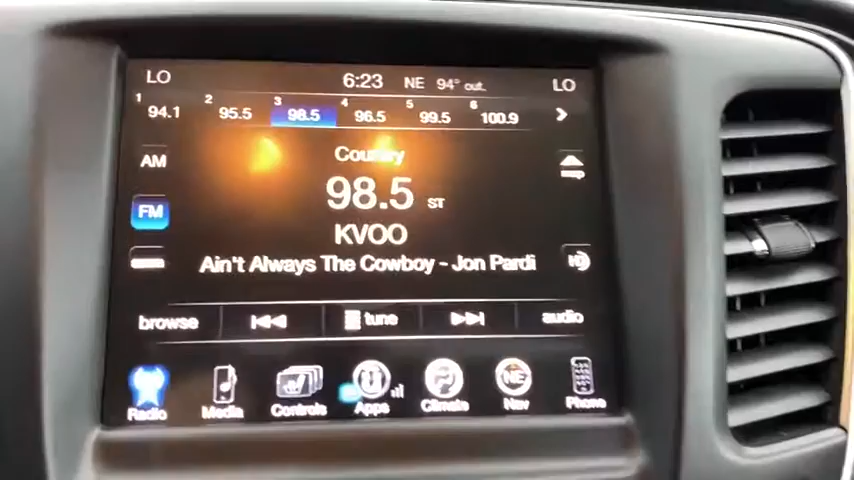 LO 6:23 NE 94° out. LO
1 94.1 2 95.5 3 98.5 4 96.5 5 99.5 6 100.9
AM
Country
98.5 ST
FM
KVOO
Ain't Always The Cowboy - Jon Pardi
HD
browse tune audio
Radio Media Controls Apps Climate NE Nav Phone